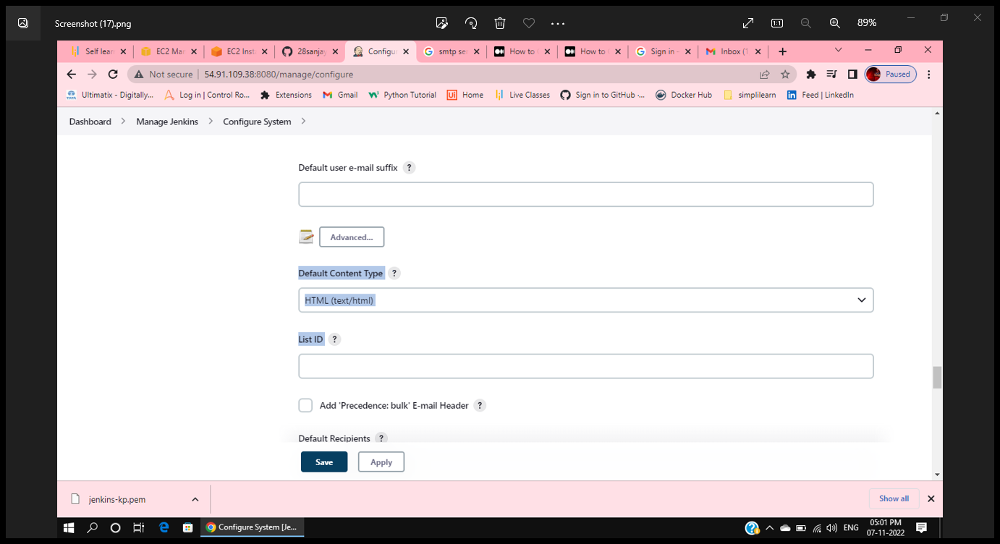 Screenshot (17).png
89%
Self lear
EC2 Mar
EC2 Inst
28sanja
Configu
smtp se
How to
How to
Sign in -
Inbox (1
Not secure
54.91.109.38:8080/manage/configure
Paused
Ultimatix - Digitally...
Log in | Control Ro...
Extensions
Gmail
Python Tutorial
Home
Live Classes
Sign in to GitHub ·...
Docker Hub
simplilearn
Feed | LinkedIn
Dashboard > Manage Jenkins > Configure System >
Default user e-mail suffix ?
Advanced...
Default Content Type ?
HTML (text/html)
List ID ?
Add 'Precedence: bulk' E-mail Header ?
Default Recipients ?
Save
Apply
jenkins-kp.pem
Show all
Configure System [Je...
ENG
05:01 PM
07-11-2022